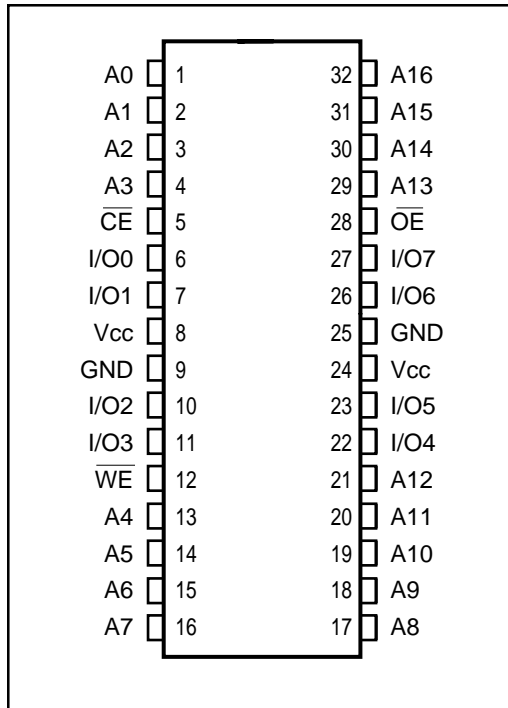 A0 1 32 A16
A1 2 31 A15
A2 3 30 A14
A3 4 29 A13
C̅E̅ 5 28 O̅E̅
I/O0 6 27 I/O7
I/O1 7 26 I/O6
Vcc 8 25 GND
GND 9 24 Vcc
I/O2 10 23 I/O5
I/O3 11 22 I/O4
W̅E̅ 12 21 A12
A4 13 20 A11
A5 14 19 A10
A6 15 18 A9
A7 16 17 A8